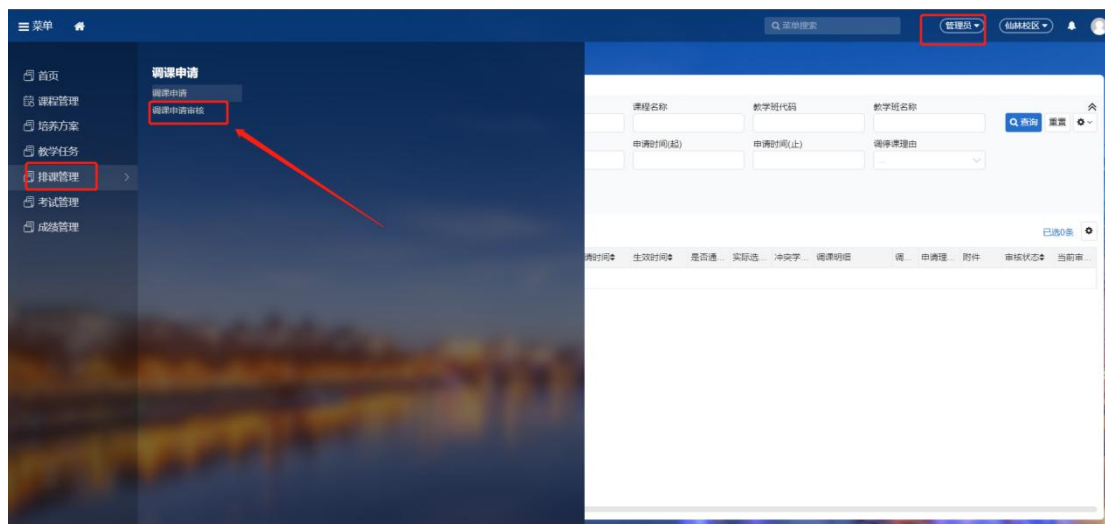 菜单
菜单搜索
管理员
仙林校区
首页
课程管理
培养方案
教学任务
排课管理
考试管理
成绩管理
调课申请
调课申请
调课申请审核
课程名称 教学班代码 教学班名称
查询 重置
申请时间(起) 申请时间(止) 调停课理由
...
已选0条
请时间 生效时间 是否通... 实际选... 冲突学... 调课明细 调... 申请理... 附件 审核状态 当前审...